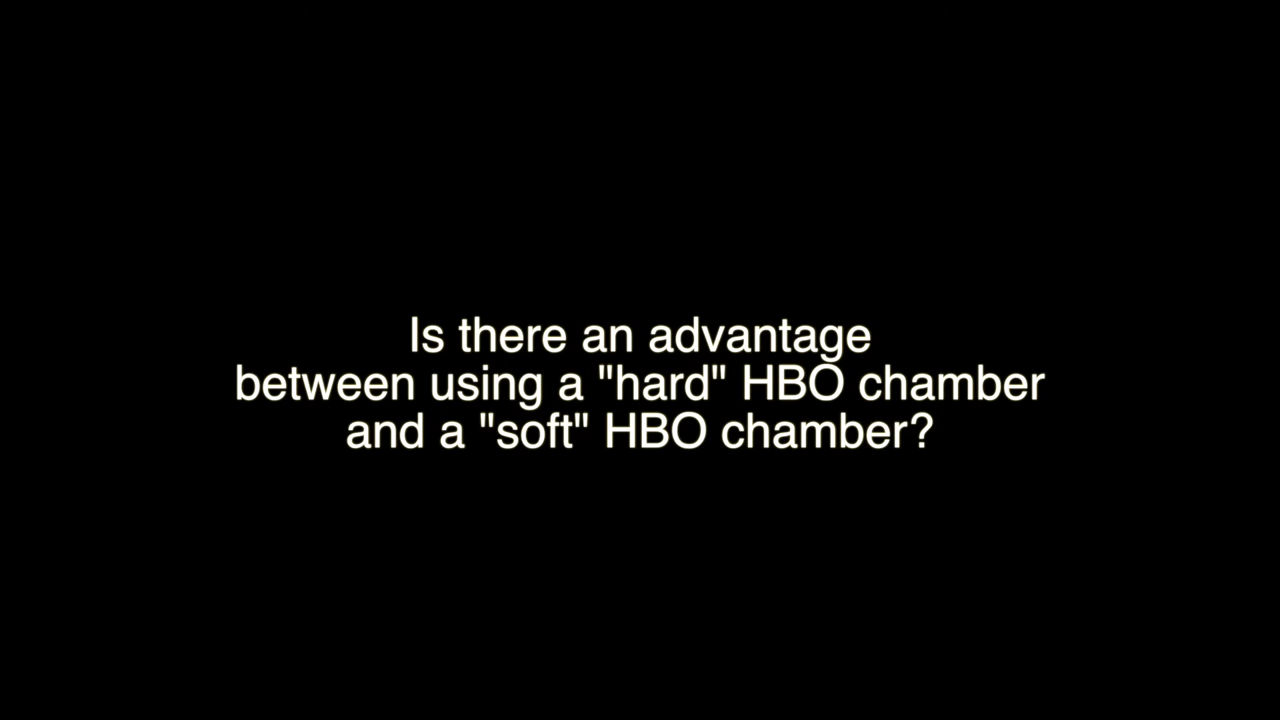 Is there an advantage
between using a "hard" HBO chamber
and a "soft" HBO chamber?